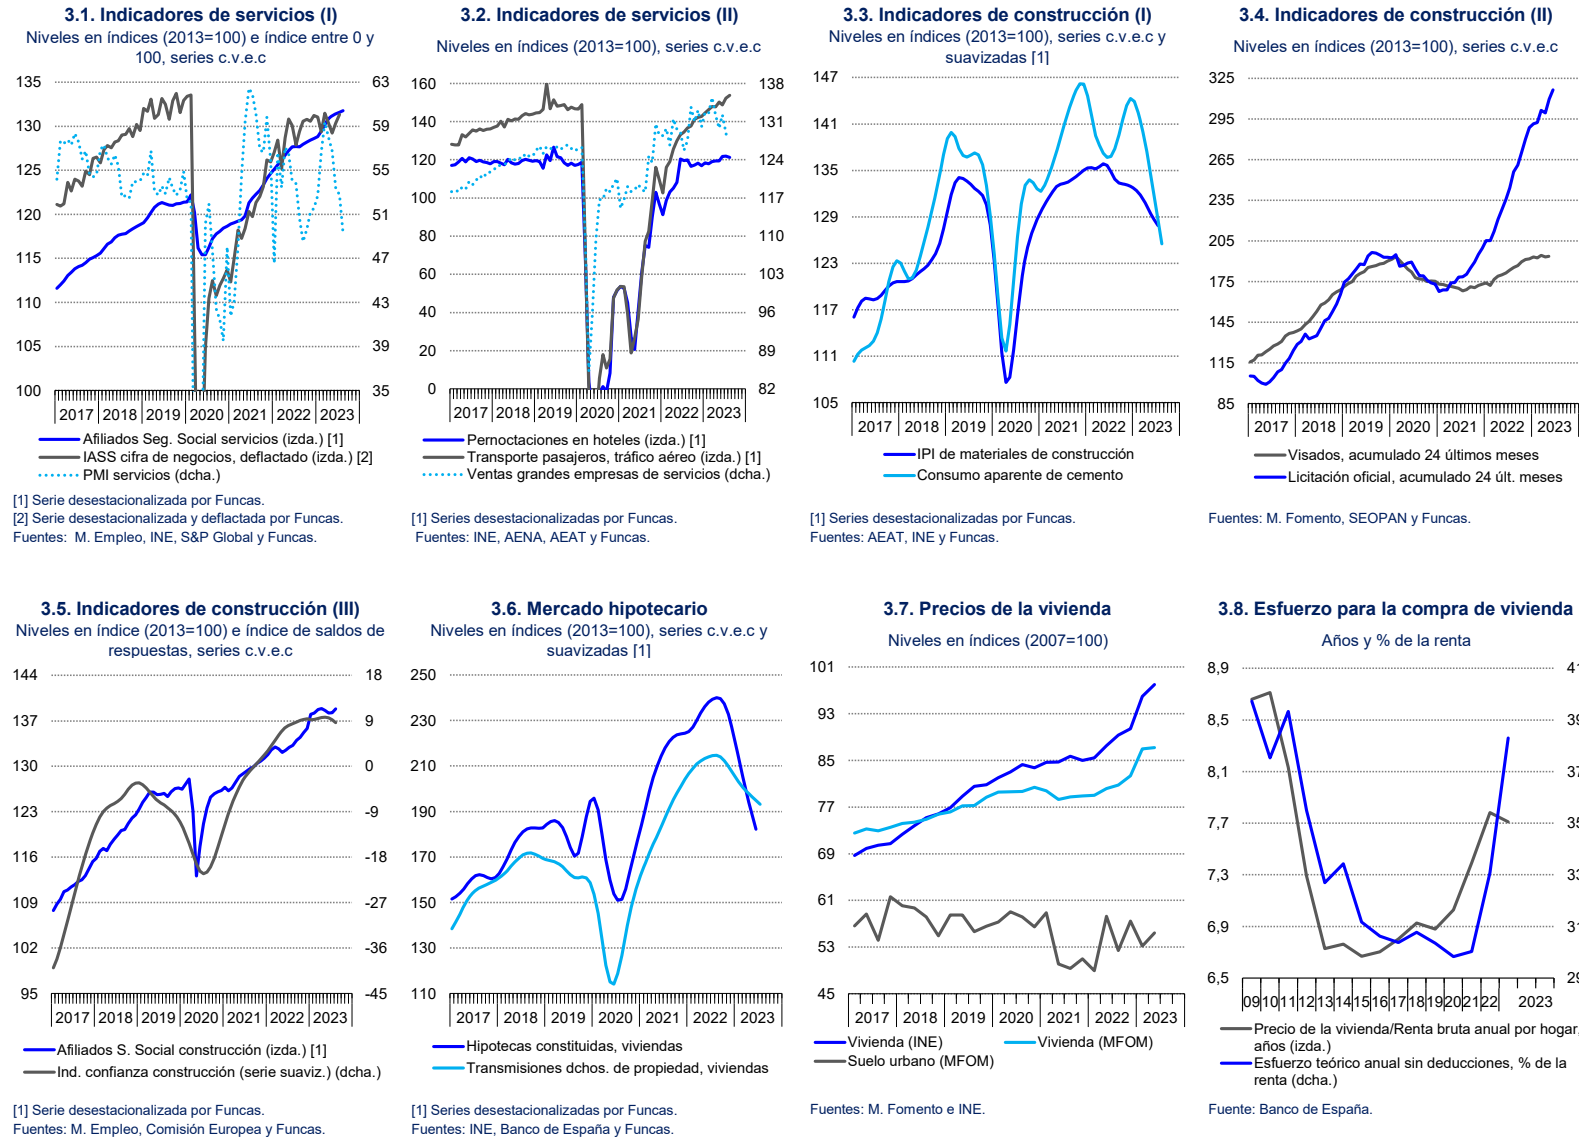 3.1. Indicadores de servicios (I)
Niveles en índices (2013=100) e índice entre 0 y
100, series c.v.e.c
135
130
125
120
115
110
105
100
63
59
55
51
47
43
39
35
2017 2018 2019 2020 2021 2022 2023
Afiliados Seg. Social servicios (izda.) [1]
IASS cifra de negocios, deflactado (izda.) [2]
PMI servicios (dcha.)
[1] Serie desestacionalizada por Funcas.
[2] Serie desestacionalizada y deflactada por Funcas.
Fuentes: M. Empleo, INE, S&P Global y Funcas.
3.2. Indicadores de servicios (II)
Niveles en índices (2013=100), series c.v.e.c
160
140
120
100
80
60
40
20
0
138
131
124
117
110
103
96
89
82
2017 2018 2019 2020 2021 2022 2023
Pernoctaciones en hoteles (izda.) [1]
Transporte pasajeros, tráfico aéreo (izda.) [1]
Ventas grandes empresas de servicios (dcha.)
[1] Series desestacionalizadas por Funcas.
Fuentes: INE, AENA, AEAT y Funcas.
3.3. Indicadores de construcción (I)
Niveles en índices (2013=100), series c.v.e.c y
suavizadas [1]
147
141
135
129
123
117
111
105
2017 2018 2019 2020 2021 2022 2023
IPI de materiales de construcción
Consumo aparente de cemento
[1] Series desestacionalizadas por Funcas.
Fuentes: AEAT, INE y Funcas.
3.4. Indicadores de construcción (II)
Niveles en índices (2013=100), series c.v.e.c
325
295
265
235
205
175
145
115
85
2017 2018 2019 2020 2021 2022 2023
Visados, acumulado 24 últimos meses
Licitación oficial, acumulado 24 últ. meses
Fuentes: M. Fomento, SEOPAN y Funcas.
3.5. Indicadores de construcción (III)
Niveles en índice (2013=100) e índice de saldos de
respuestas, series c.v.e.c
144
137
130
123
116
109
102
95
18
9
0
-9
-18
-27
-36
-45
2017 2018 2019 2020 2021 2022 2023
Afiliados S. Social construcción (izda.) [1]
Ind. confianza construcción (serie suaviz.) (dcha.)
[1] Serie desestacionalizada por Funcas.
Fuentes: M. Empleo, Comisión Europea y Funcas.
3.6. Mercado hipotecario
Niveles en índices (2013=100), series c.v.e.c y
suavizadas [1]
250
230
210
190
170
150
130
110
2017 2018 2019 2020 2021 2022 2023
Hipotecas constituidas, viviendas
Transmisiones dchos. de propiedad, viviendas
[1] Series desestacionalizadas por Funcas.
Fuentes: INE, Banco de España y Funcas.
3.7. Precios de la vivienda
Niveles en índices (2007=100)
101
93
85
77
69
61
53
45
2017 2018 2019 2020 2021 2022 2023
Vivienda (INE)
Vivienda (MFOM)
Suelo urbano (MFOM)
Fuentes: M. Fomento e INE.
3.8. Esfuerzo para la compra de vivienda
Años y % de la renta
8,9
8,5
8,1
7,7
7,3
6,9
6,5
41
39
37
35
33
31
29
09 10 11 12 13 14 15 16 17 18 19 20 21 22 2023
Precio de la vivienda/Renta bruta anual por hogar,
años (izda.)
Esfuerzo teórico anual sin deducciones, % de la
renta (dcha.)
Fuente: Banco de España.